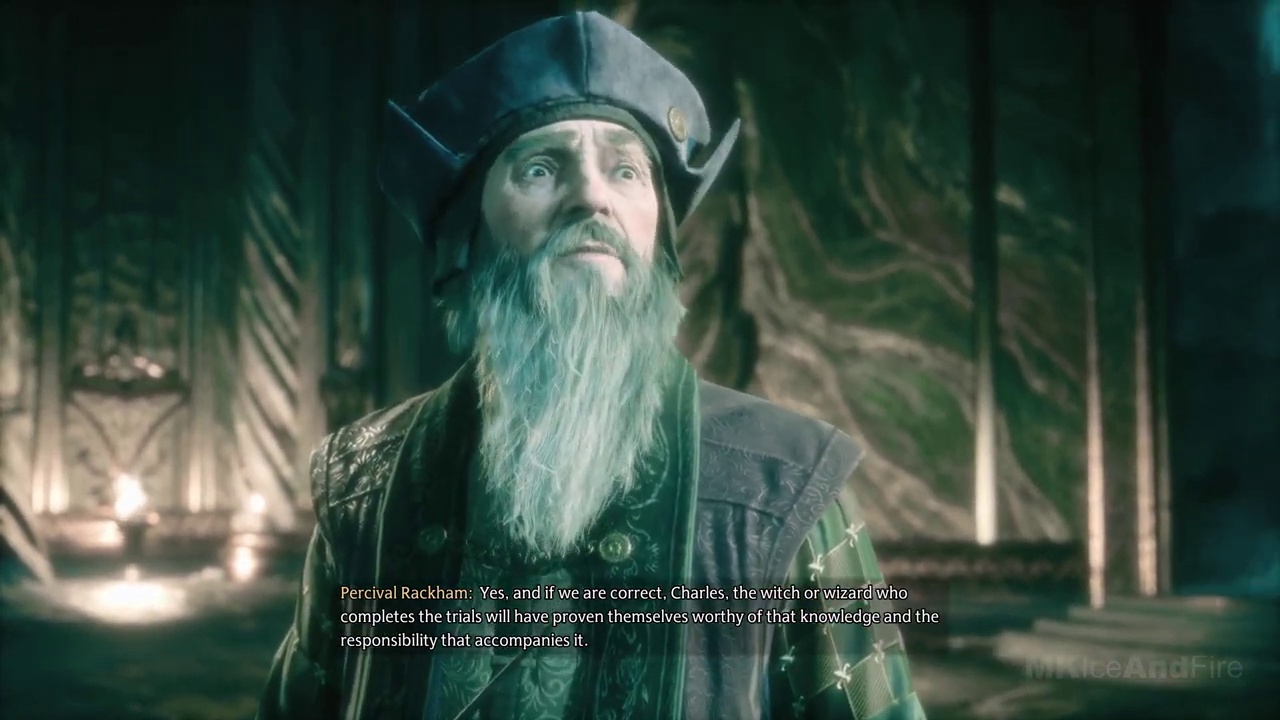 Percival Rackham: Yes, and if we are correct, Charles, the witch or wizard who
completes the trials will have proven themselves worthy of that knowledge and the
responsibility that accompanies it.
MKIceAndFire